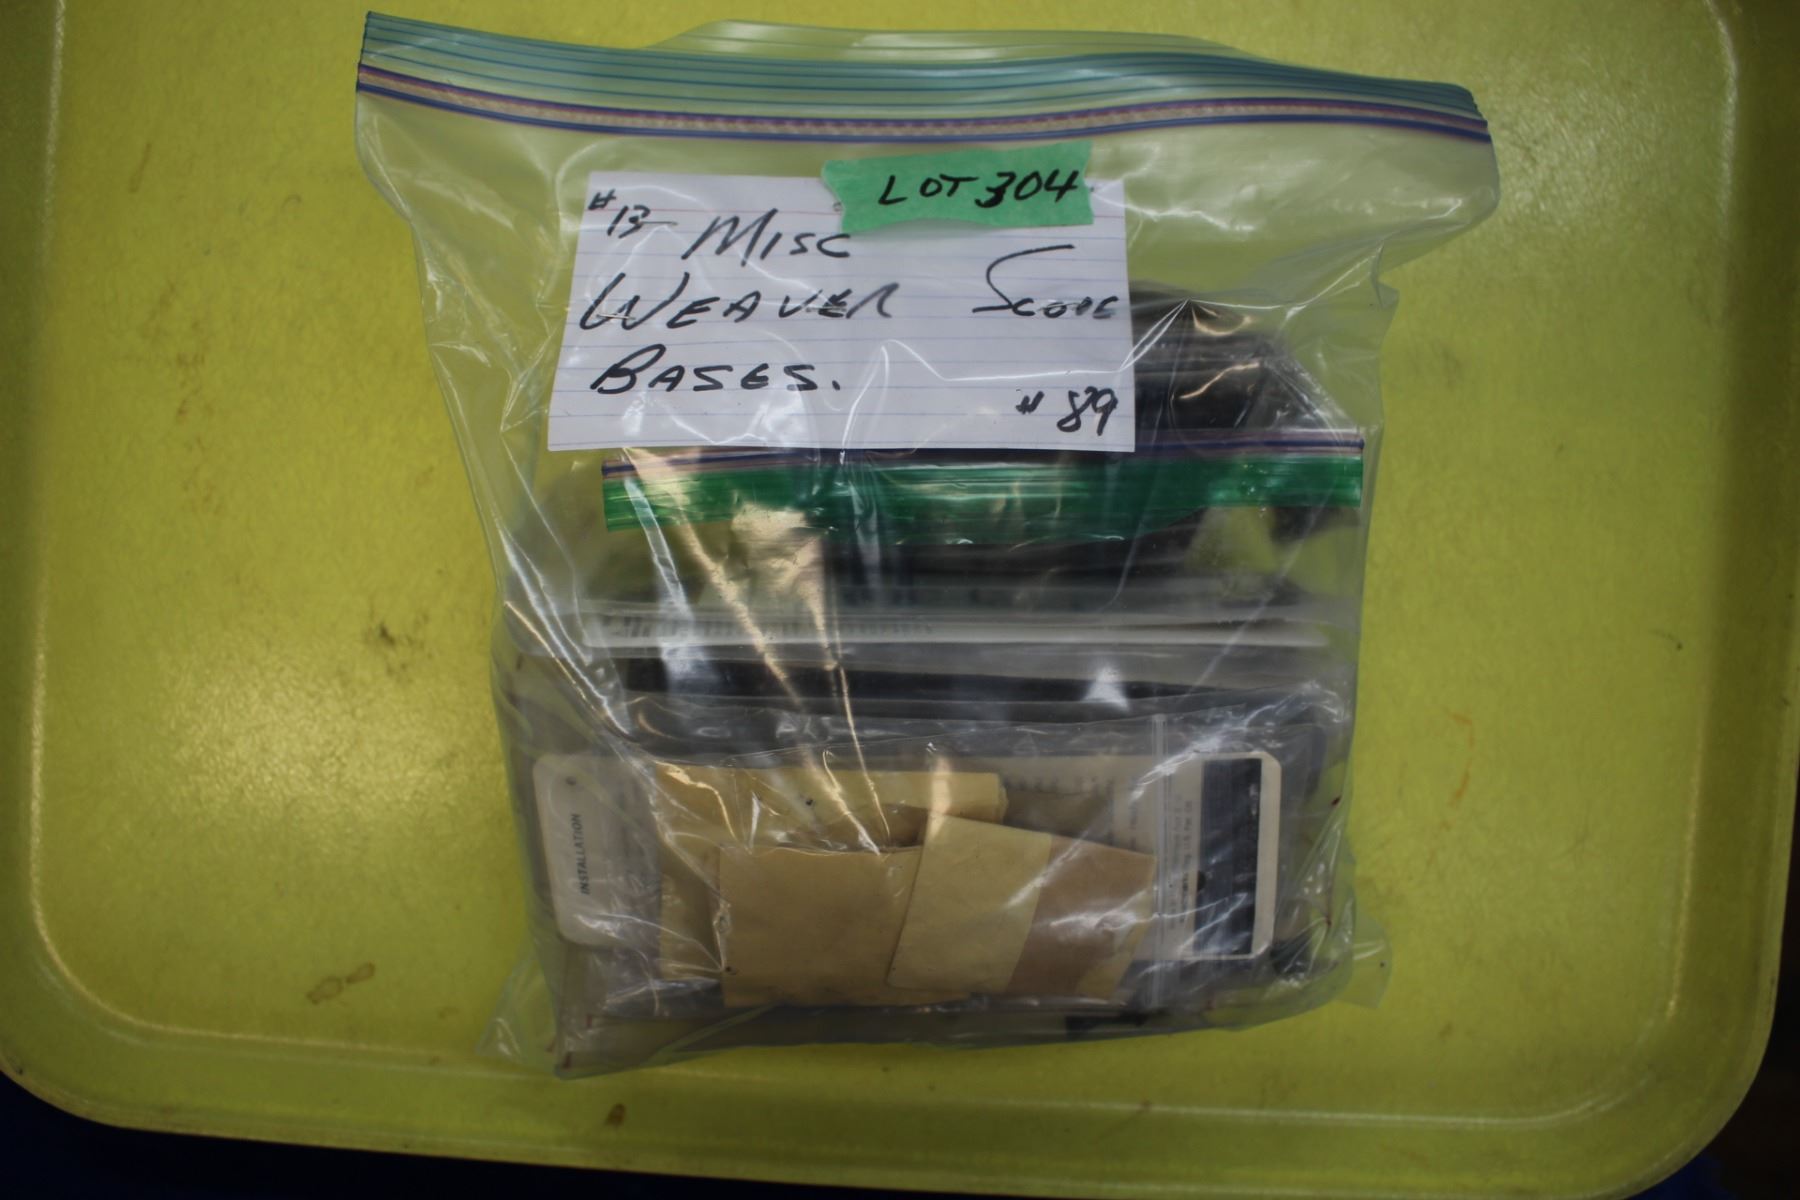 LOT 304
#13 - MISC
WEAVER SCOPE
BASES.
#89
INSTALLATION